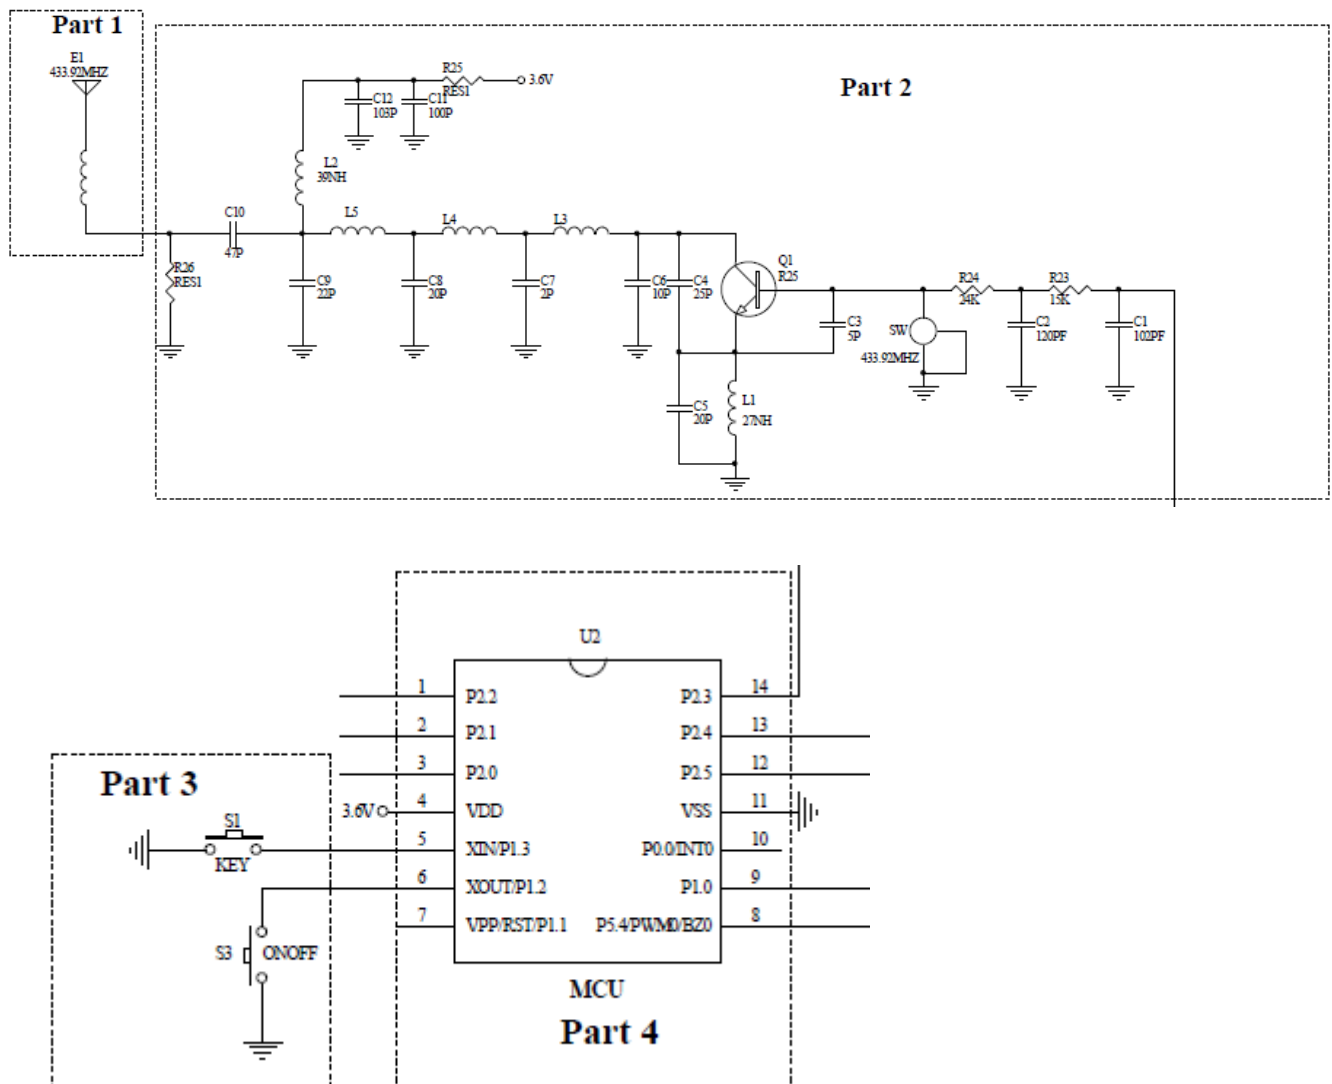 Part 1
E1
433.92MHZ
Part 2
R25
RES1
3.6V
C12
103P
C11
100P
L2
39NH
C10
47P
L5
L4
L3
R26
RES1
C9
22P
C8
20P
C7
2P
C6
10P
C4
25P
Q1
R25
C3
5P
SW
433.92MHZ
R24
24K
R23
15K
C2
120PF
C1
102PF
C5
20P
L1
27NH
U2
1 P2.2 P2.3 14
2 P2.1 P2.4 13
3 P2.0 P2.5 12
3.6V 4 VDD VSS 11
5 XIN/P1.3 P0.0/INT0 10
6 XOUT/P1.2 P1.0 9
7 VPP/RST/P1.1 P5.4/PWM0/BZ0 8
MCU
Part 4
Part 3
S1
KEY
S3 ONOFF